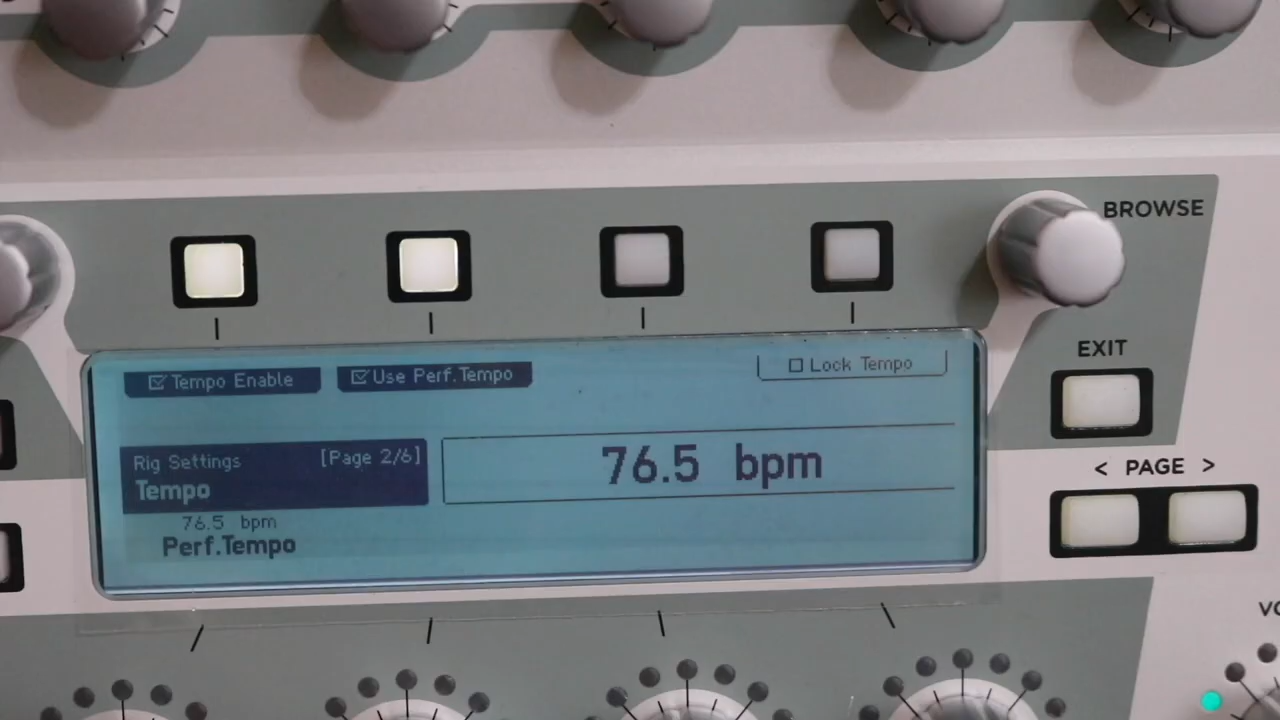 BROWSE
EXIT
< PAGE >
Tempo Enable
Use Perf.Tempo
Lock Tempo
Rig Settings [Page 2/6]
Tempo
76.5 bpm
76.5 bpm
Perf.Tempo